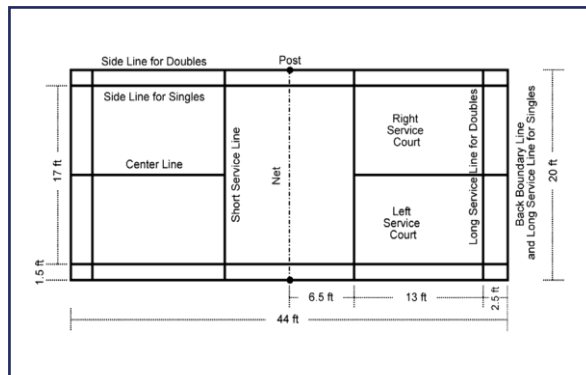 Side Line for Doubles
Post
Side Line for Singles
Right
Service
Court
Center Line
Short Service Line
Net
Left
Service
Court
Long Service Line for Doubles
Back Boundary Line
and Long Service Line for Singles
17 ft
20 ft
1.5 ft
6.5 ft
13 ft
2.5 ft
44 ft